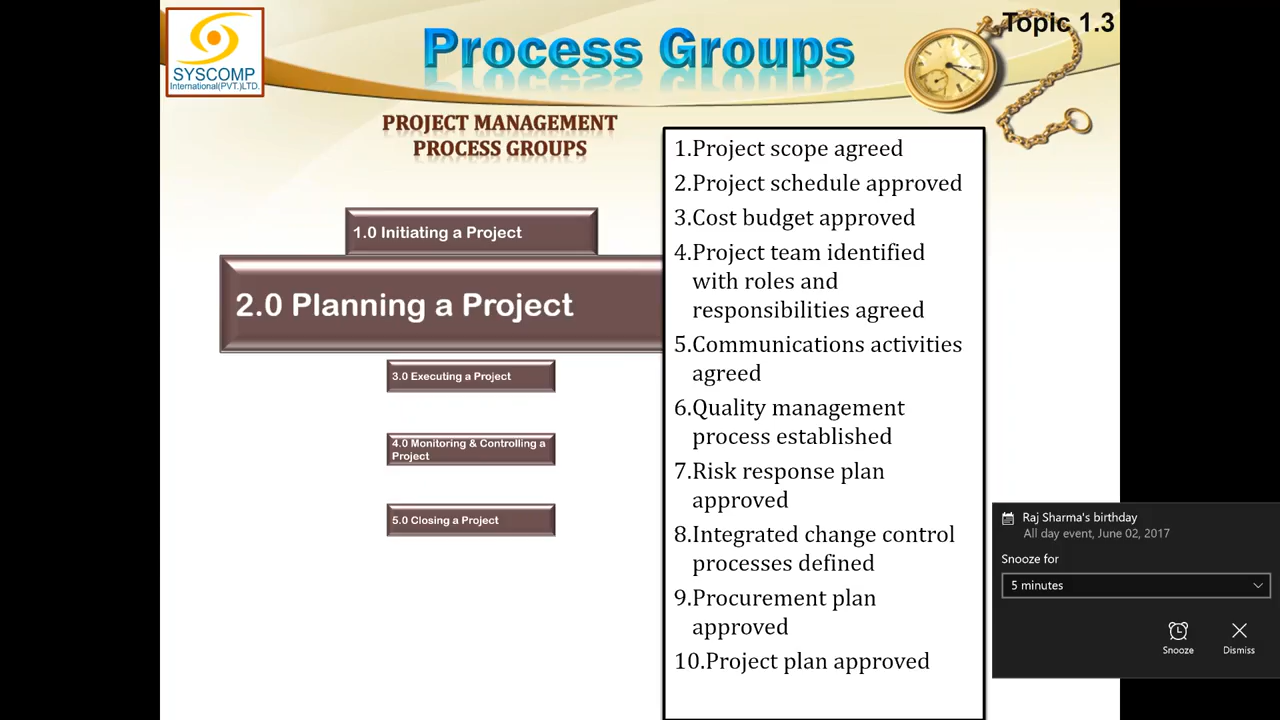 SYSCOMP
International(PVT.)LTD.
Process Groups
Topic 1.3
PROJECT MANAGEMENT
PROCESS GROUPS
1.0 Initiating a Project
2.0 Planning a Project
3.0 Executing a Project
4.0 Monitoring & Controlling a
Project
5.0 Closing a Project
1.Project scope agreed
2.Project schedule approved
3.Cost budget approved
4.Project team identified
with roles and
responsibilities agreed
5.Communications activities
agreed
6.Quality management
process established
7.Risk response plan
approved
8.Integrated change control
processes defined
9.Procurement plan
approved
10.Project plan approved
Raj Sharma's birthday
All day event, June 02, 2017
Snooze for
5 minutes
Snooze
Dismiss